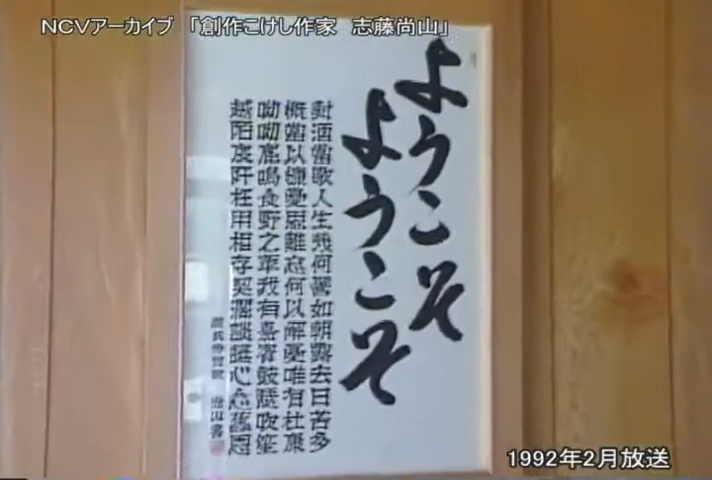 NCVアーカイブ 「創作こけし作家 志藤尚山」
ようこそ
ようこそ
對酒當歌人生幾何譬如朝露去日苦多
慨當以慷憂思難忘何以解憂唯有杜康
呦呦鹿鳴食野之苹我有嘉賓鼓瑟吹笙
越陌度阡枉用相存契闊談讌心念舊恩
山書
1992年2月放送